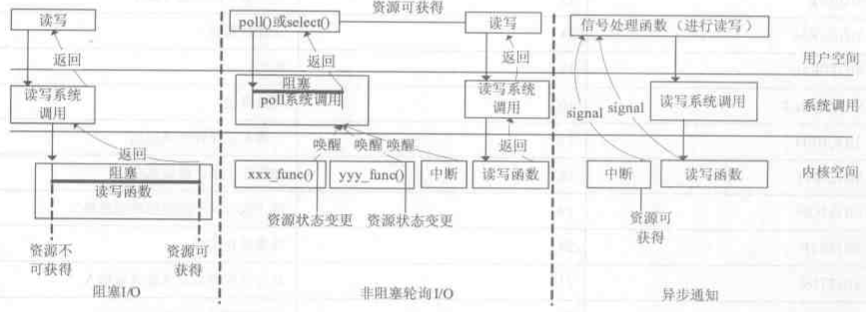 资源可获得
读写
poll()或select()
读写
信号处理函数（进行读写）
返回
返回
返回
用户空间
阻塞
poll系统调用
读写系统
调用
读写系统
调用
读写系统调用
系统调用
signal
signal
返回
唤醒
唤醒
唤醒
返回
阻塞
读写函数
xxx_func()
yyy_func()
中断
读写函数
中断
读写函数
内核空间
资源状态变更
资源状态变更
资源可
获得
资源不
可获得
资源可
获得
阻塞I/O
非阻塞轮询I/O
异步通知